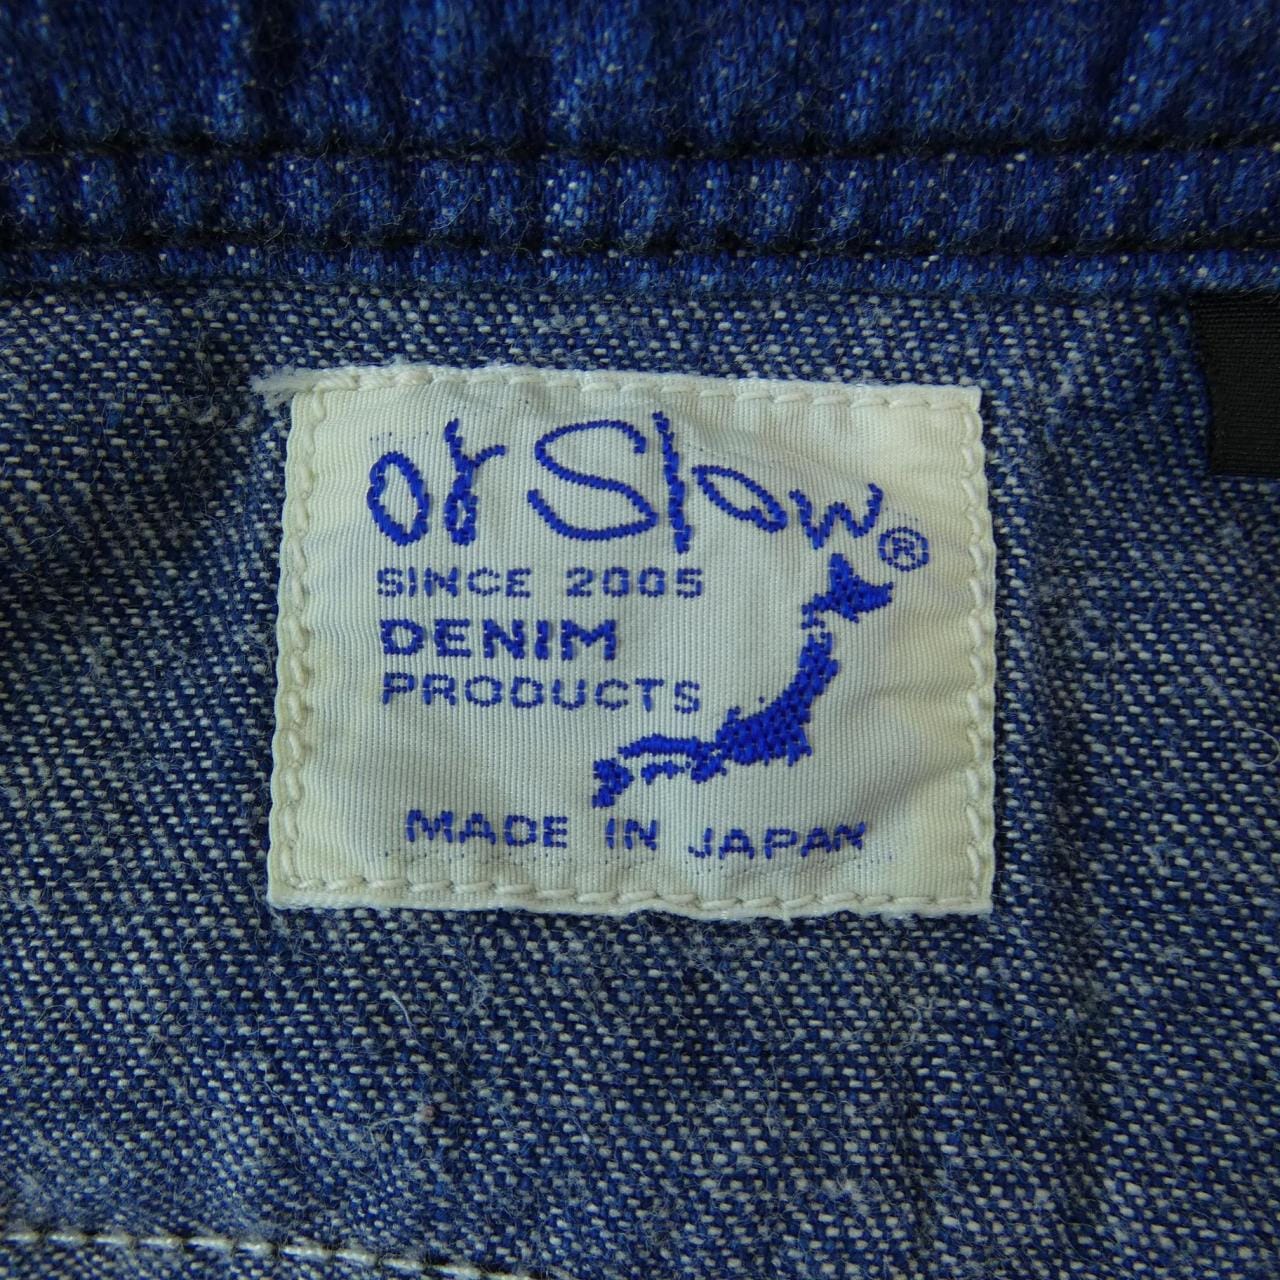 or Slow®
SINCE 2005
DENIM
PRODUCTS
MADE IN JAPAN